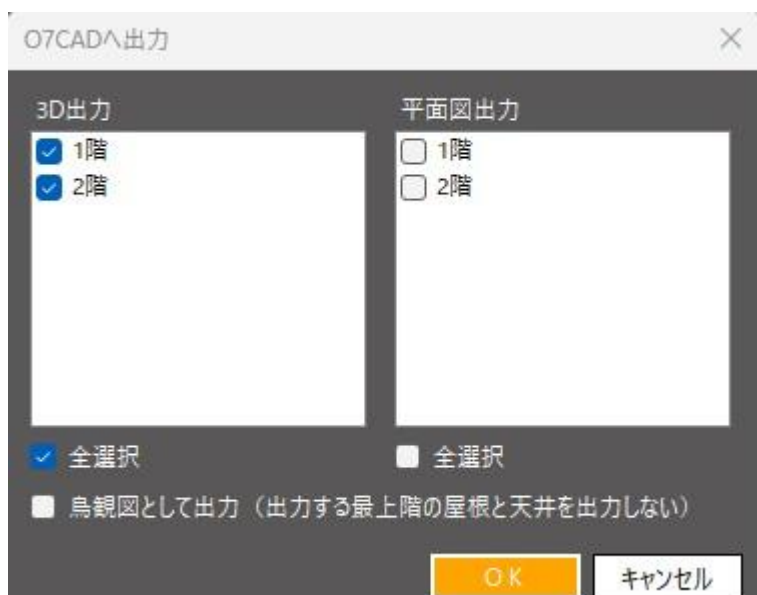 O7CADへ出力
3D出力
1階
2階
全選択
平面図出力
1階
2階
全選択
鳥観図として出力（出力する最上階の屋根と天井を出力しない）
OK
キャンセル